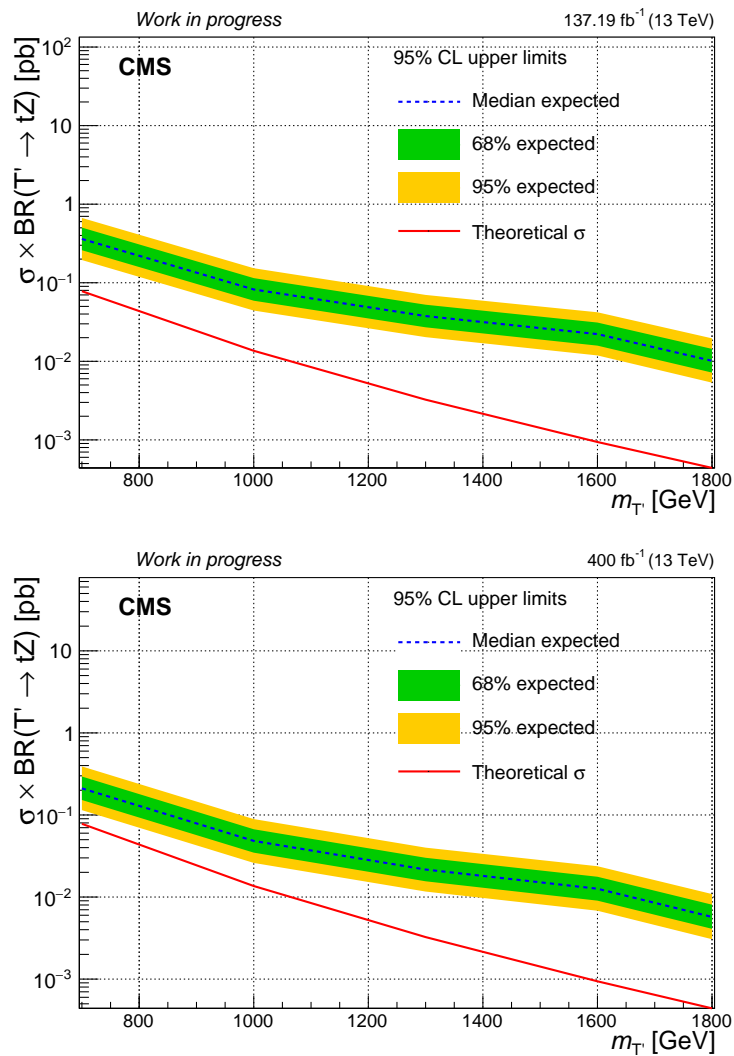 Work in progress 137.19 fb⁻¹ (13 TeV)
CMS
95% CL upper limits
Median expected
68% expected
95% expected
Theoretical σ
σ × BR(T' → tZ) [pb]
10²
10
1
10⁻¹
10⁻²
10⁻³
800 1000 1200 1400 1600 1800
m_T' [GeV]
Work in progress 400 fb⁻¹ (13 TeV)
CMS
95% CL upper limits
Median expected
68% expected
95% expected
Theoretical σ
σ × BR(T' → tZ) [pb]
10
1
10⁻¹
10⁻²
10⁻³
800 1000 1200 1400 1600 1800
m_T' [GeV]